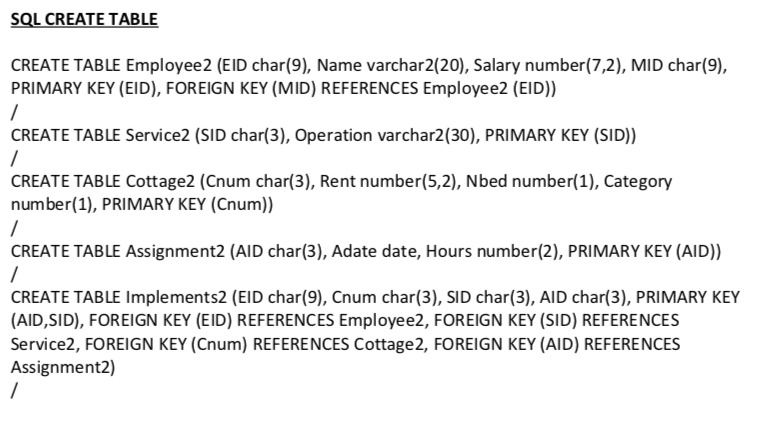 SQL CREATE TABLE
CREATE TABLE Employee2 (EID char(9), Name varchar2(20), Salary number(7,2), MID char(9),
PRIMARY KEY (EID), FOREIGN KEY (MID) REFERENCES Employee2 (EID))
/
CREATE TABLE Service2 (SID char(3), Operation varchar2(30), PRIMARY KEY (SID))
/
CREATE TABLE Cottage2 (Cnum char(3), Rent number(5,2), Nbed number(1), Category
number(1), PRIMARY KEY (Cnum))
/
CREATE TABLE Assignment2 (AID char(3), Adate date, Hours number(2), PRIMARY KEY (AID))
/
CREATE TABLE Implements2 (EID char(9), Cnum char(3), SID char(3), AID char(3), PRIMARY KEY
(AID,SID), FOREIGN KEY (EID) REFERENCES Employee2, FOREIGN KEY (SID) REFERENCES
Service2, FOREIGN KEY (Cnum) REFERENCES Cottage2, FOREIGN KEY (AID) REFERENCES
Assignment2)
/